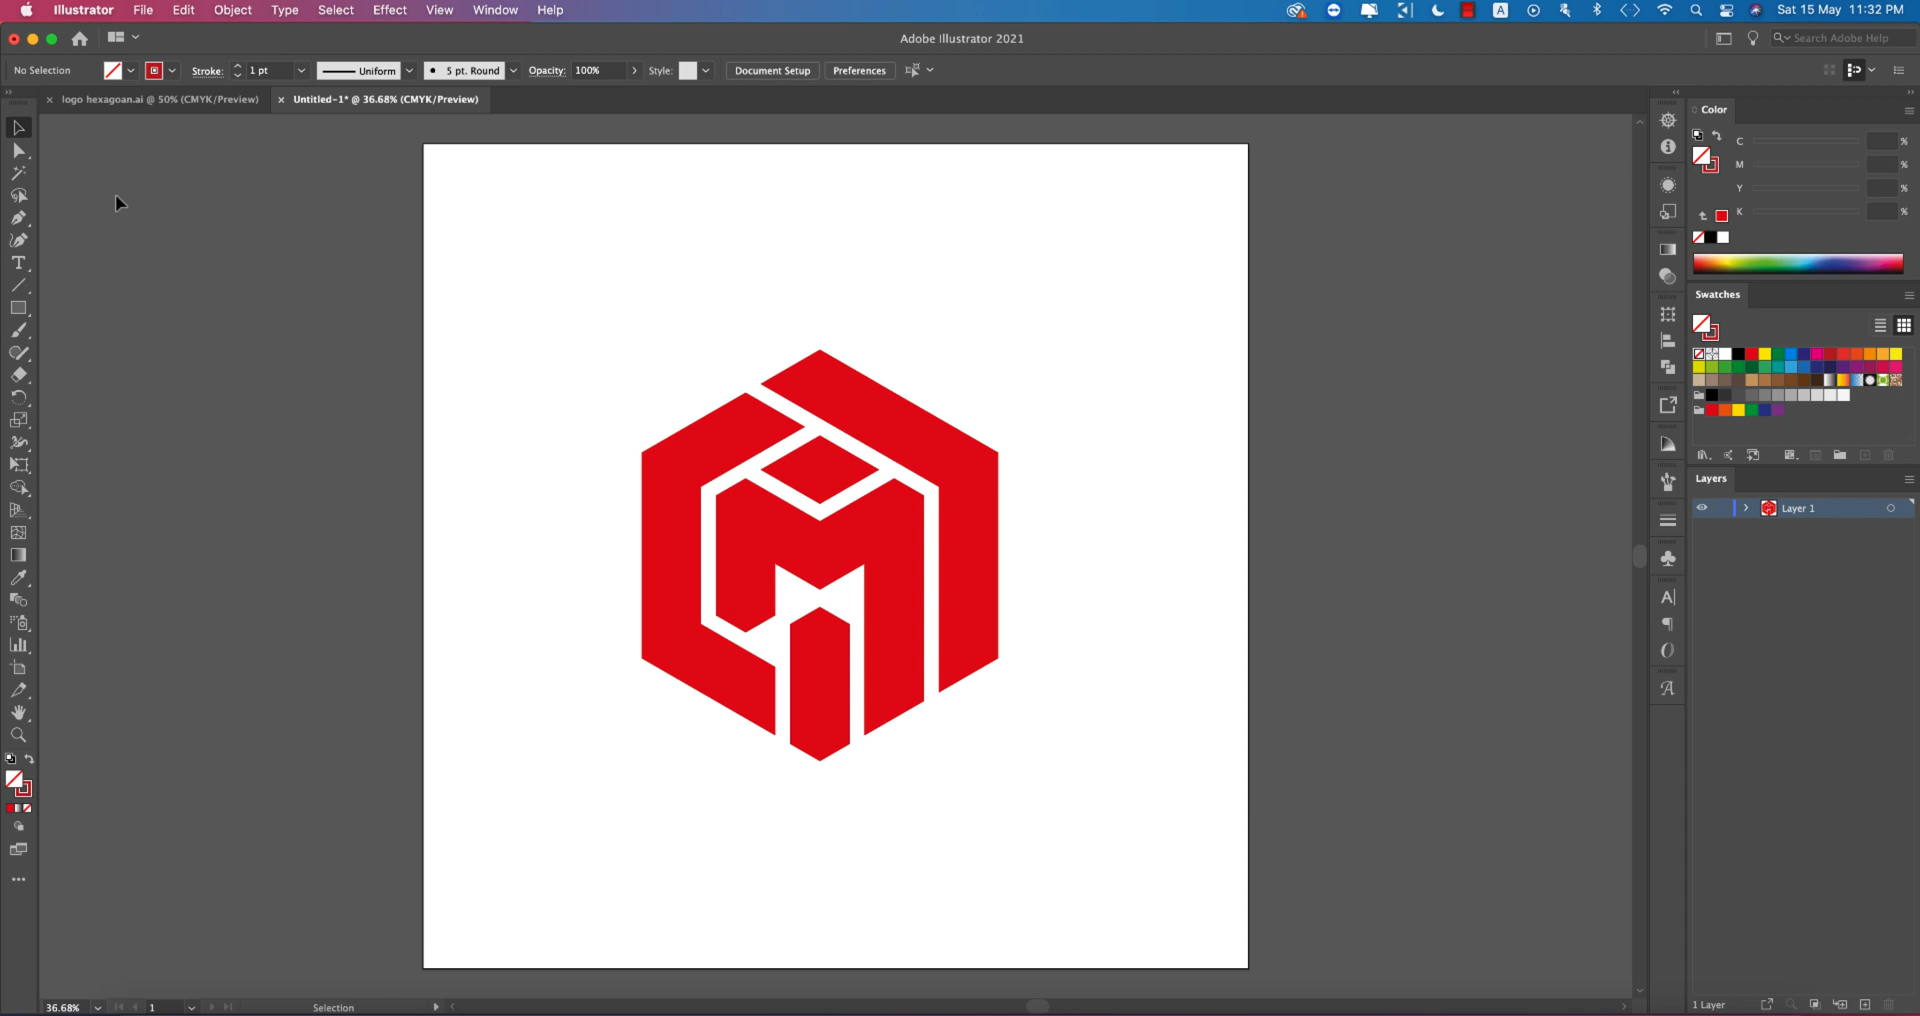 Illustrator File Edit Object Type Select Effect View Window Help
A
Sat 15 May 11:32 PM
Adobe Illustrator 2021
Search Adobe Help
No Selection
Stroke: 1 pt
Uniform
5 pt. Round
Opacity: 100%
Style:
Document Setup
Preferences
logo hexagoan.ai @ 50% (CMYK/Preview)
Untitled-1* @ 36.68% (CMYK/Preview)
Color
C %
M %
Y %
K %
Swatches
Layers
Layer 1
36.68%
1
Selection
1 Layer